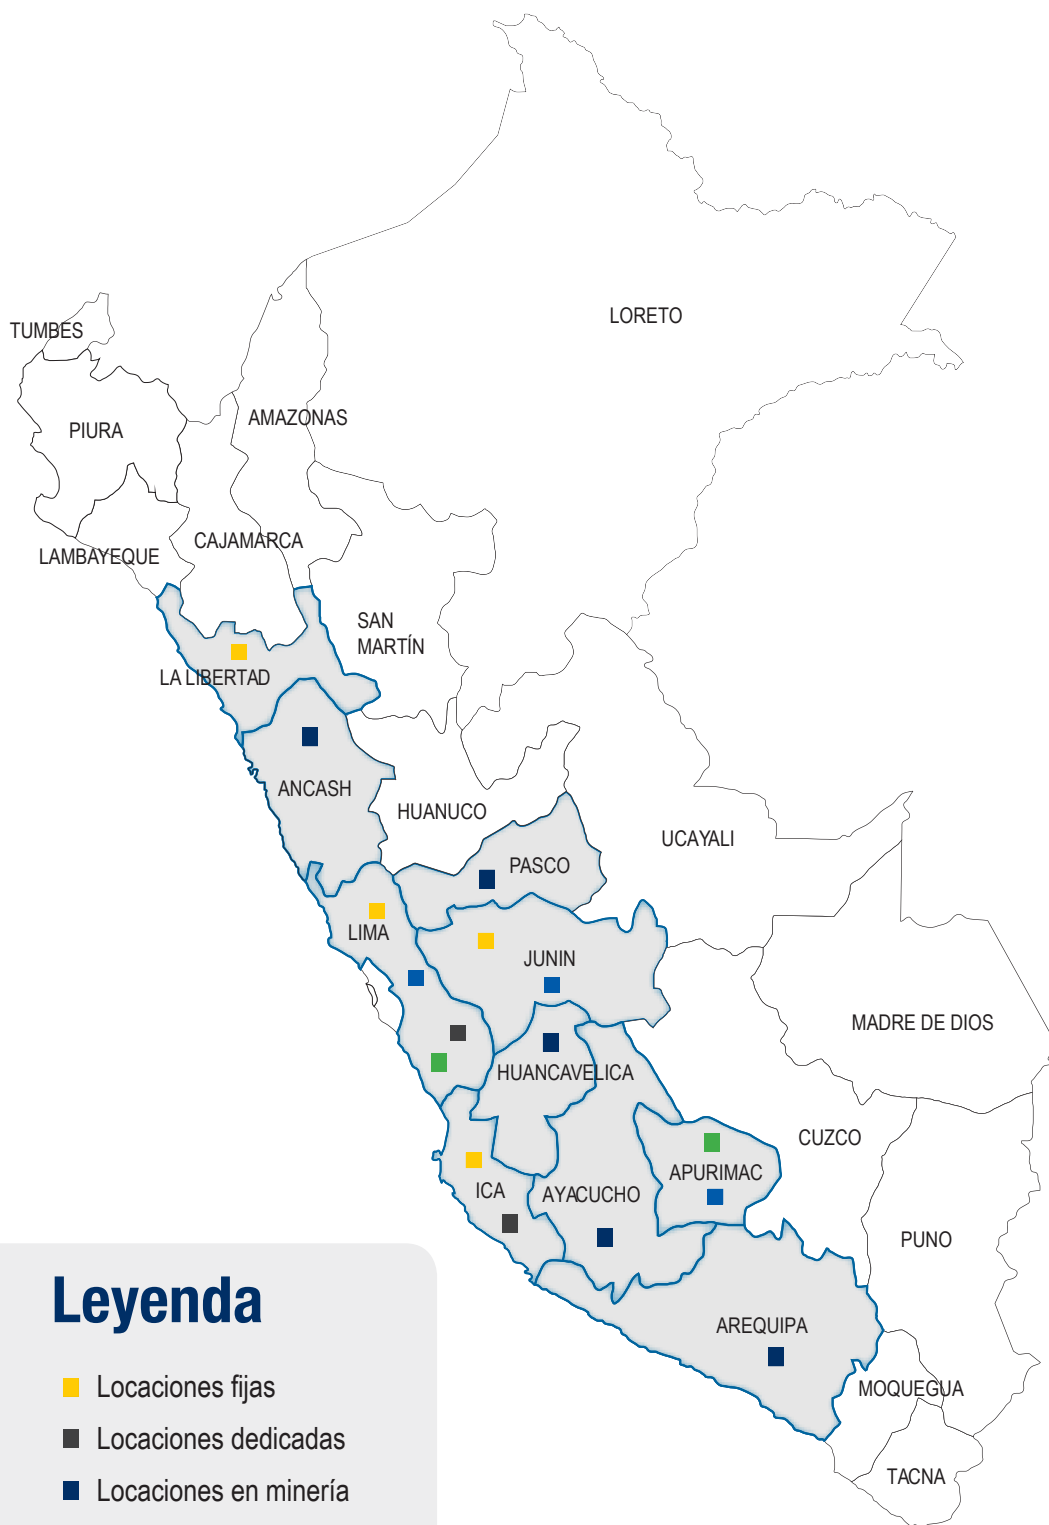 LORETO
TUMBES
AMAZONAS
PIURA
CAJAMARCA
LAMBAYEQUE
SAN
MARTÍN
LA LIBERTAD
ANCASH
HUANUCO
UCAYALI
PASCO
LIMA
JUNIN
MADRE DE DIOS
HUANCAVELICA
CUZCO
APURIMAC
ICA
AYACUCHO
PUNO
AREQUIPA
MOQUEGUA
TACNA
Leyenda
Locaciones fijas
Locaciones dedicadas
Locaciones en minería